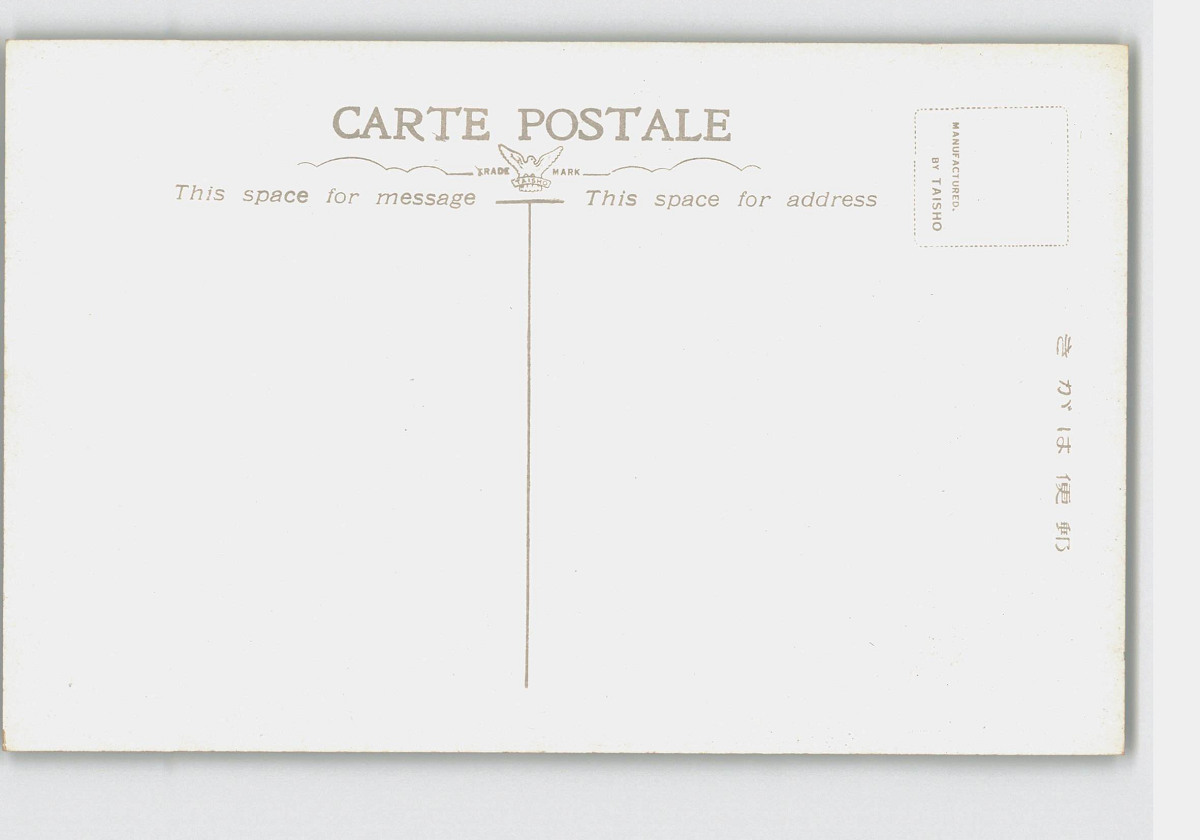 CARTE POSTALE
TRADE MARK
TAISHO
This space for message
This space for address
MANUFACTURED.
BY TAISHO
郵便はがき